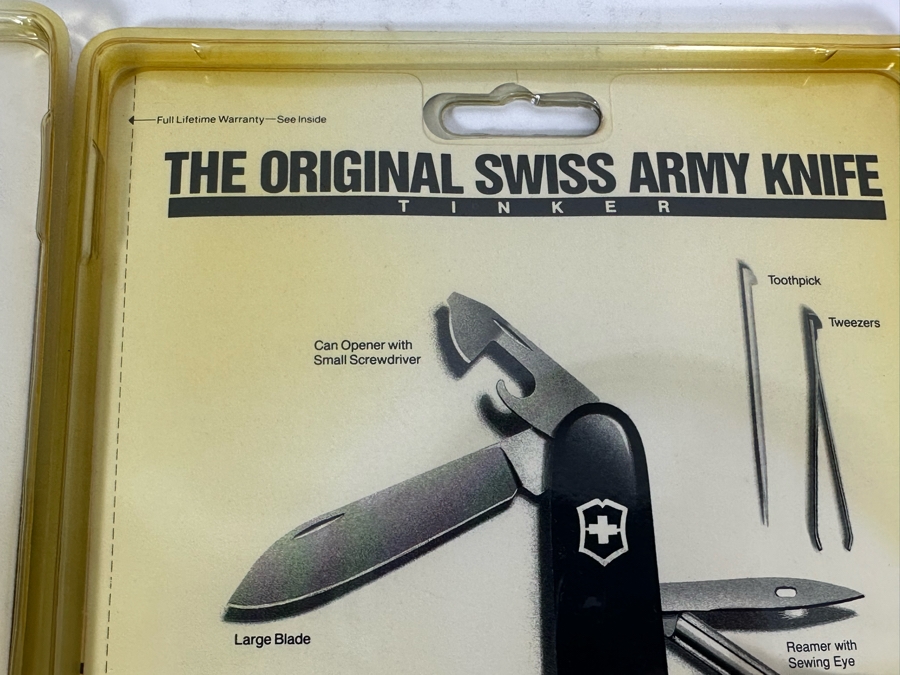 Full Lifetime Warranty—See Inside
THE ORIGINAL SWISS ARMY KNIFE
TINKER
Toothpick
Tweezers
Can Opener with
Small Screwdriver
Large Blade
Reamer with
Sewing Eye